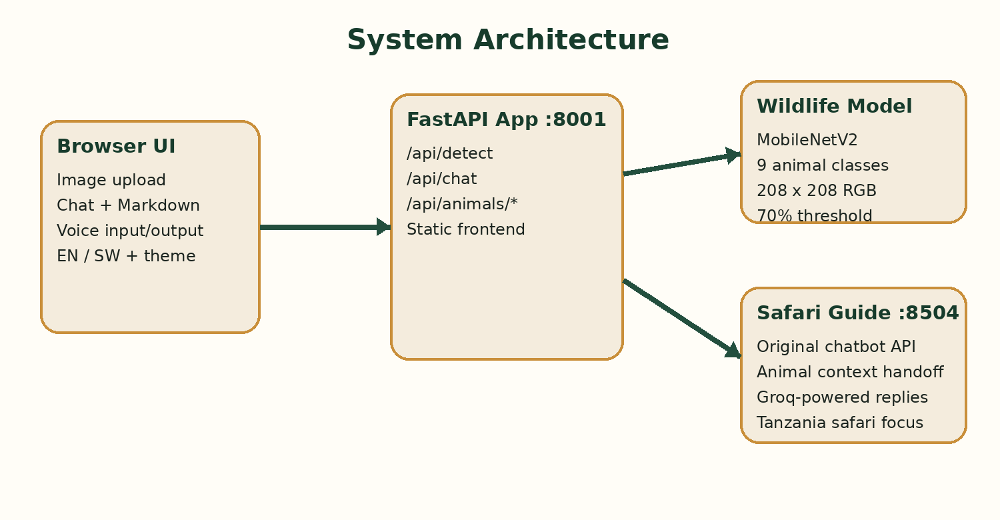 System Architecture
Browser UI
Image upload
Chat + Markdown
Voice input/output
EN / SW + theme
FastAPI App :8001
/api/detect
/api/chat
/api/animals/*
Static frontend
Wildlife Model
MobileNetV2
9 animal classes
208 x 208 RGB
70% threshold
Safari Guide :8504
Original chatbot API
Animal context handoff
Groq-powered replies
Tanzania safari focus